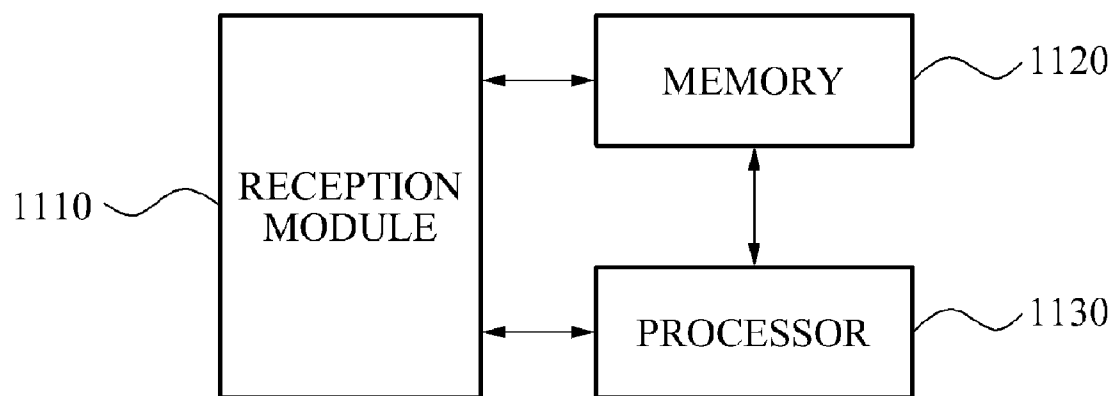 MEMORY
1120
1110
RECEPTION
MODULE
PROCESSOR
1130